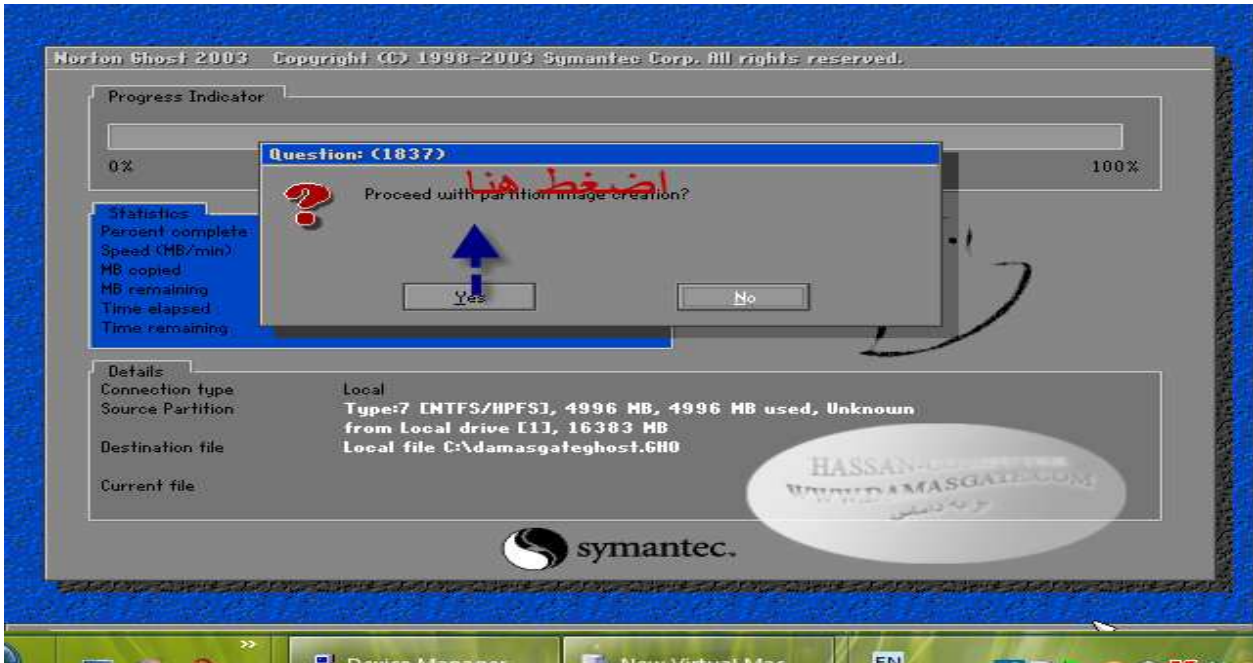 Norton Ghost 2003 Copyright (C) 1998-2003 Symantec Corp. All rights reserved.
Progress Indicator
0%
100%
Question: (1837)
اضغط هنا
Proceed with partition image creation?
Yes
No
Statistics
Percent complete
Speed (MB/min)
MB copied
MB remaining
Time elapsed
Time remaining
Details
Connection type Local
Source Partition Type:7 [NTFS/HPFS], 4996 MB, 4996 MB used, Unknown
from Local drive [1], 16383 MB
Destination file Local file C:\damasgateghost.GHO
Current file
HASSAN
WWW.DAMASGATE.COM
symantec.
Device Manager
New Virtual Mac
EN